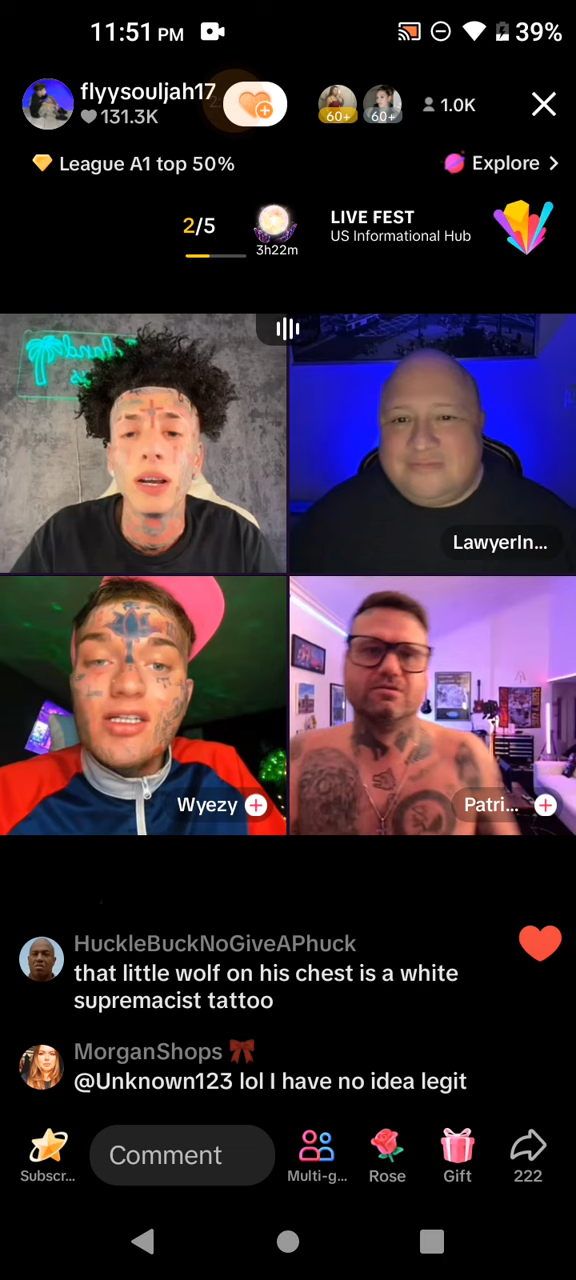 11:51 PM
39%
flyysouljah17
131.3K
60+
60+
1.0K
League A1 top 50%
Explore
2/5
3h22m
LIVE FEST
US Informational Hub
LawyerIn...
Wyezy
Patri...
HuckleBuckNoGiveAPhuck
that little wolf on his chest is a white
supremacist tattoo
MorganShops
@Unknown123 lol I have no idea legit
Subscr...
Comment
Multi-g...
Rose
Gift
222